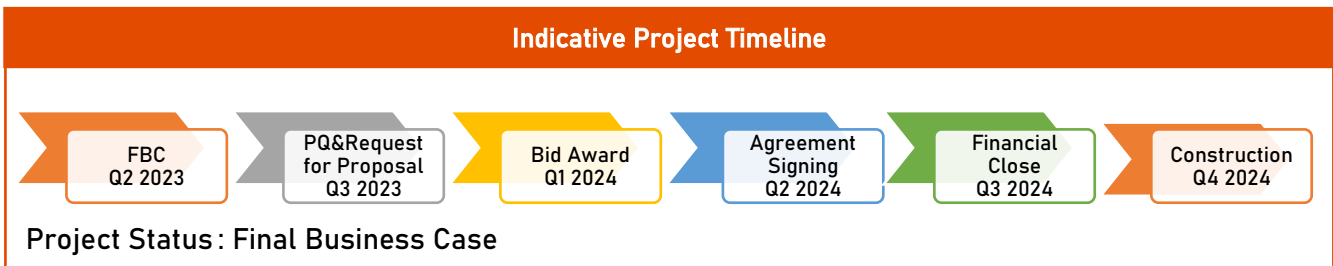 Indicative Project Timeline
FBC
Q2 2023
PQ&Request
for Proposal
Q3 2023
Bid Award
Q1 2024
Agreement
Signing
Q2 2024
Financial
Close
Q3 2024
Construction
Q4 2024
Project Status : Final Business Case